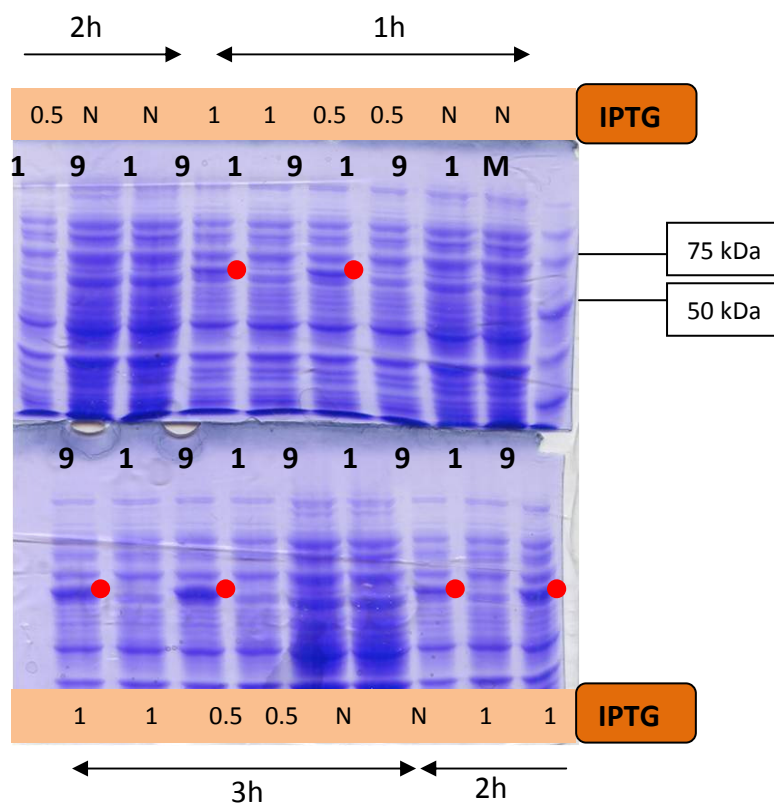 2h 1h
0.5 N N 1 1 0.5 0.5 N N IPTG
1 9 1 9 1 9 1 9 1 M
75 kDa
50 kDa
9 1 9 1 9 1 9 1 9
1 1 0.5 0.5 N N 1 1 IPTG
3h 2h